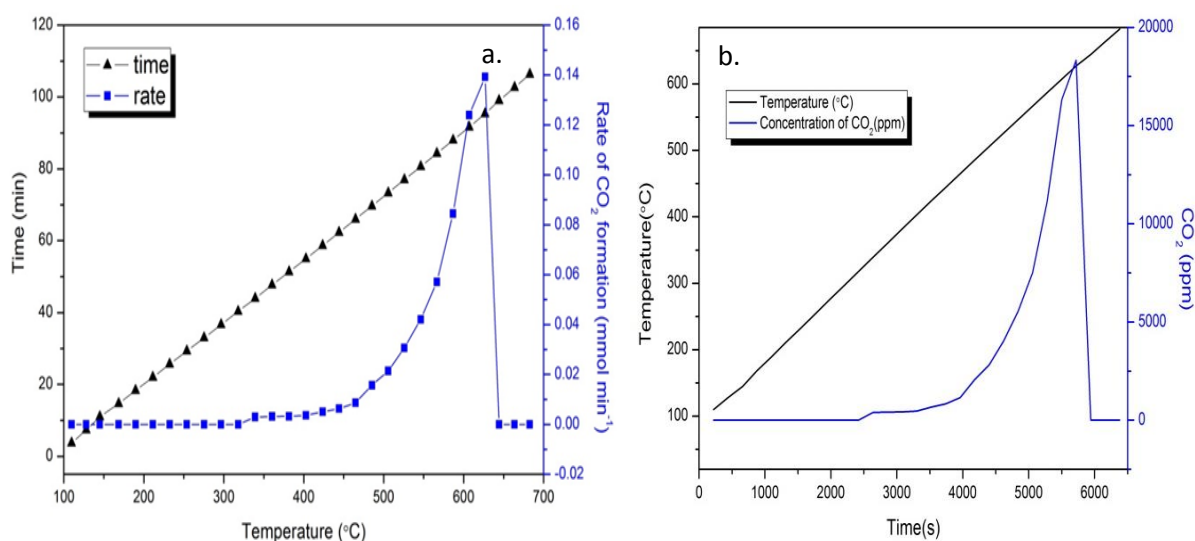 a.
time
rate
120
100
80
60
40
20
0
Time (min)
100 200 300 400 500 600 700
Temperature (°C)
0.16
0.14
0.12
0.10
0.08
0.06
0.04
0.02
0.00
-0.02
Rate of CO₂ formation (mmol min⁻¹)
b.
Temperature (°C)
Concentration of CO₂(ppm)
600
500
400
300
200
100
Temperature(°C)
0 1000 2000 3000 4000 5000 6000
Time(s)
20000
15000
10000
5000
0
CO₂ (ppm)